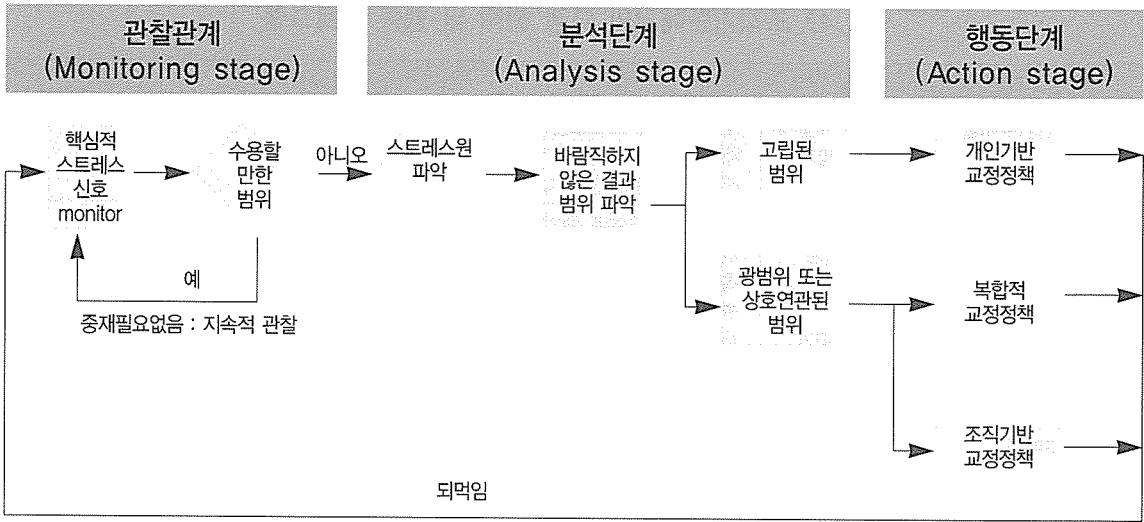 관찰관계
(Monitoring stage)
분석단계
(Analysis stage)
행동단계
(Action stage)
핵심적
스트레스
신호
monitor
수용할
만한
범위
아니오
스트레스원
파악
바람직하지
않은 결과
범위 파악
고립된
범위
개인기반
교정정책
예
중재필요없음 : 지속적 관찰
광범위 또는
상호연관된
범위
복합적
교정정책
조직기반
교정정책
되먹임